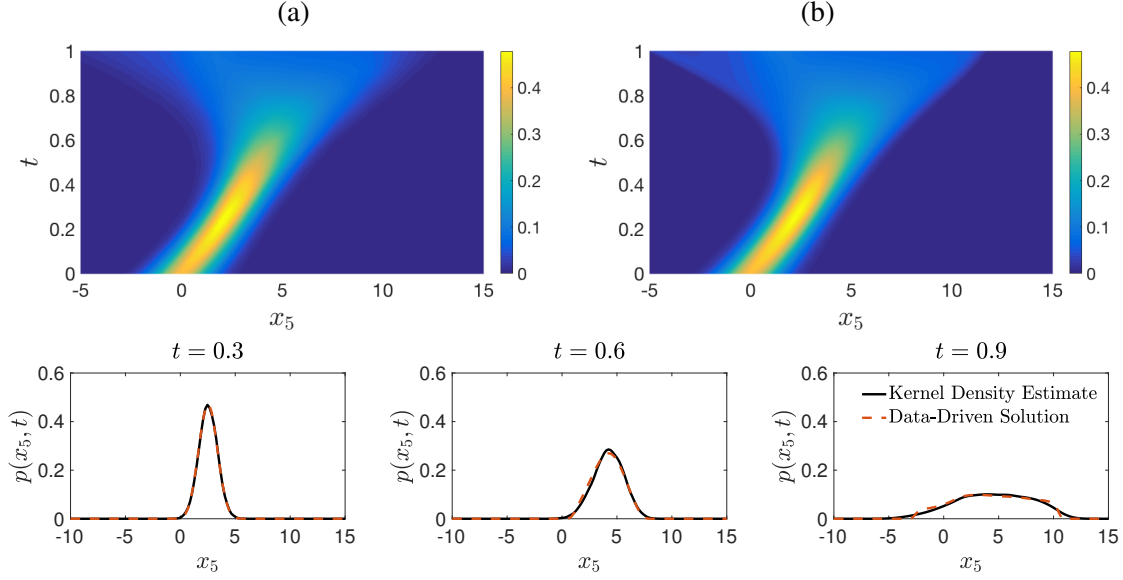 (a) (b)
1 1
0.8 0.4 0.8 0.4
0.6 0.3 0.6 0.3
t t
0.4 0.2 0.4 0.2
0.2 0.1 0.2 0.1
0 0 0 0
-5 0 5 10 15 -5 0 5 10 15
x₅ x₅
t = 0.3 t = 0.6 t = 0.9
0.6 0.6 0.6
Kernel Density Estimate
0.4 0.4 0.4
Data-Driven Solution
p(x₅, t) p(x₅, t) p(x₅, t)
0.2 0.2 0.2
0 0 0
-10 -5 0 5 10 15 -10 -5 0 5 10 15 -10 -5 0 5 10 15
x₅ x₅ x₅